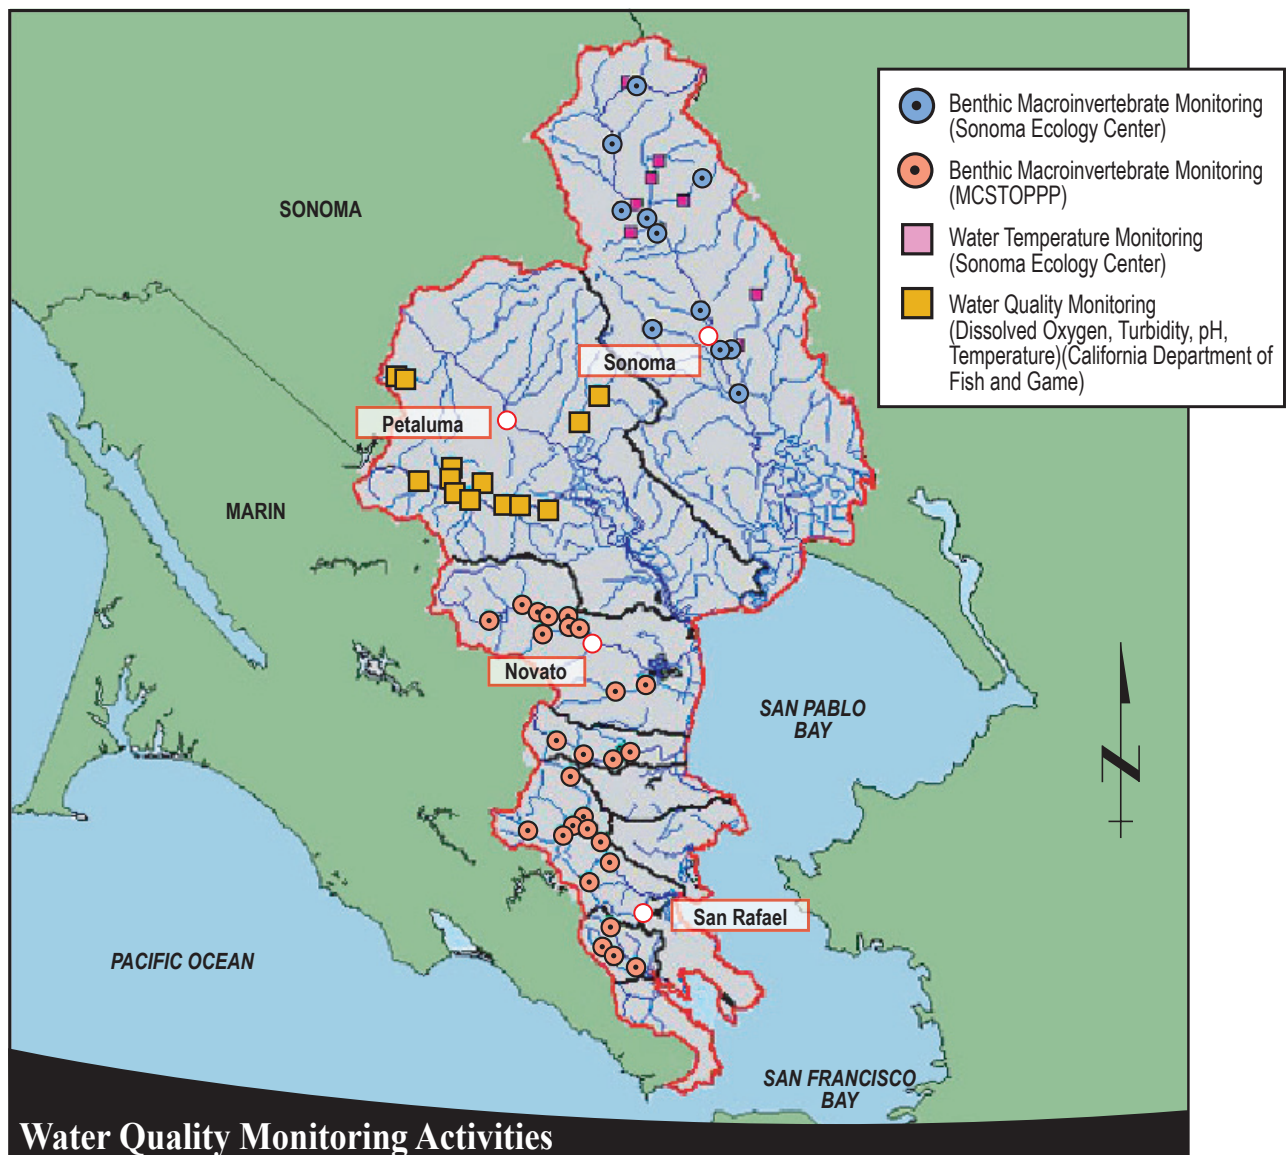 Benthic Macroinvertebrate Monitoring
(Sonoma Ecology Center)
Benthic Macroinvertebrate Monitoring
(MCSTOPPP)
Water Temperature Monitoring
(Sonoma Ecology Center)
Water Quality Monitoring
(Dissolved Oxygen, Turbidity, pH,
Temperature)(California Department of
Fish and Game)
SONOMA
Sonoma
Petaluma
MARIN
Novato
SAN PABLO
BAY
San Rafael
PACIFIC OCEAN
SAN FRANCISCO
BAY
N
Water Quality Monitoring Activities